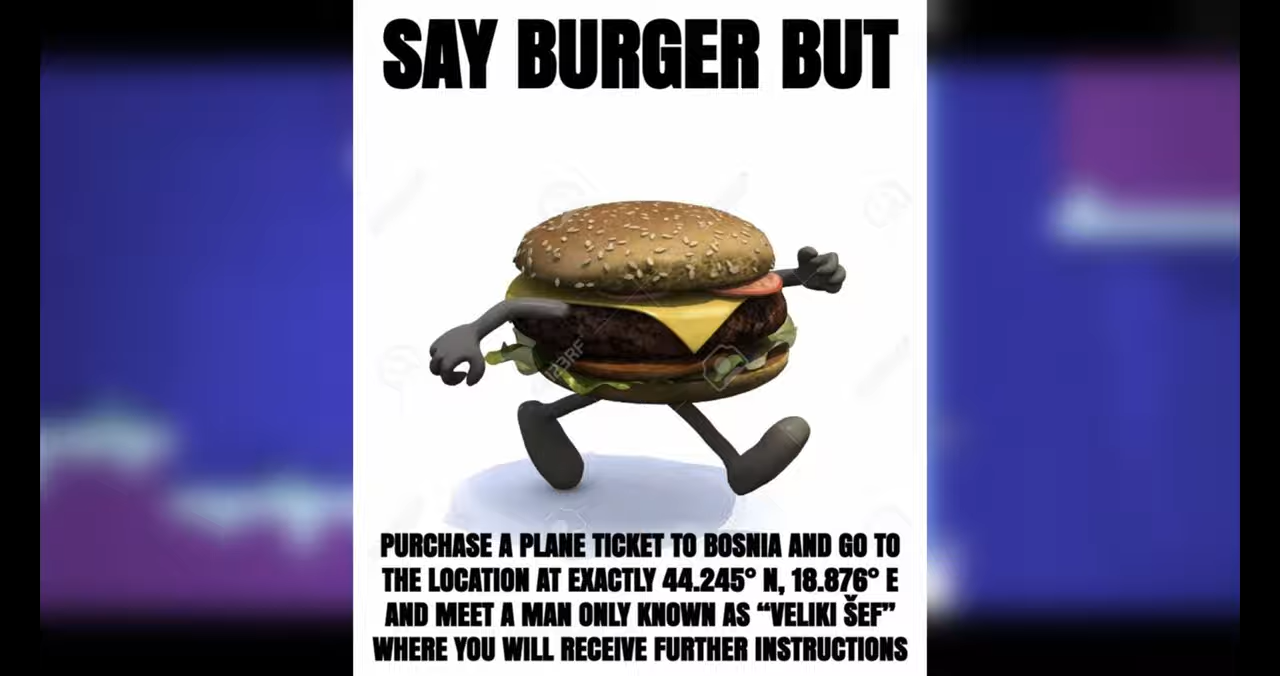 SAY BURGER BUT
123RF
PURCHASE A PLANE TICKET TO BOSNIA AND GO TO
THE LOCATION AT EXACTLY 44.245° N, 18.876° E
AND MEET A MAN ONLY KNOWN AS “VELIKI ŠEF”
WHERE YOU WILL RECEIVE FURTHER INSTRUCTIONS